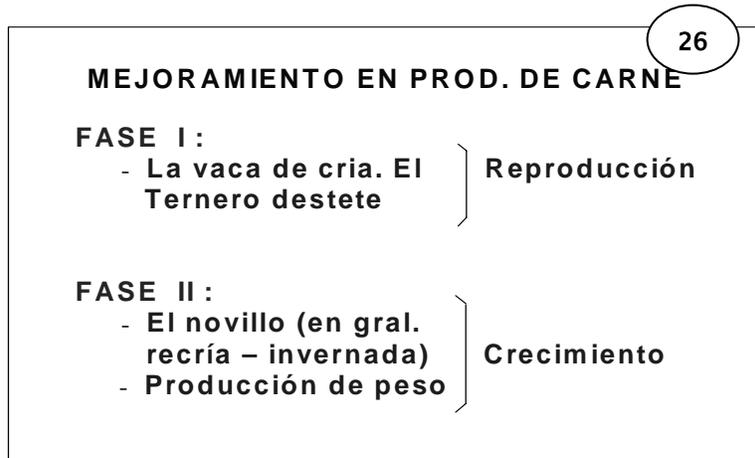 26
MEJORAMIENTO EN PROD. DE CARNE
FASE I :
- La vaca de cria. El
Ternero destete
Reproducción
FASE II :
- El novillo (en gral.
recría – invernada)
- Producción de peso
Crecimiento